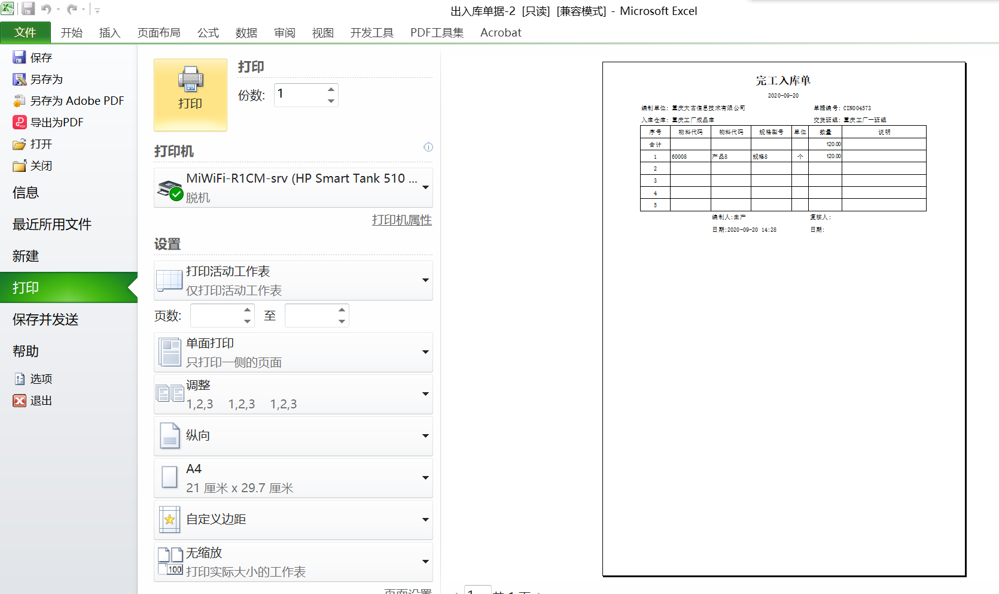 出入库单据-2 [只读] [兼容模式] - Microsoft Excel
文件 开始 插入 页面布局 公式 数据 审阅 视图 开发工具 PDF工具集 Acrobat
保存
另存为
另存为 Adobe PDF
导出为PDF
打开
关闭
信息
最近所用文件
新建
打印
保存并发送
帮助
选项
退出
打印
打印
份数: 1
打印机
MiWiFi-R1CM-srv (HP Smart Tank 510 ...
脱机
打印机属性
设置
打印活动工作表
仅打印活动工作表
页数: 至
单面打印
只打印一侧的页面
调整
1,2,3 1,2,3 1,2,3
纵向
A4
21 厘米 x 29.7 厘米
自定义边距
无缩放
100
打印实际大小的工作表
页面设置
完工入库单
2020-09-20
编制单位: 重庆大古信息技术有限公司 单据编号: CIN004573
入库仓库: 重庆工厂成品库 交货班组: 重庆工厂一班组
序号 物料代码 物料代码 规格型号 单位 数量 说明
合计 120.00
1 60008 产品8 规格8 个 120.00
2
3
4
5
编制人:生产 复核人:
日期:2020-09-20 14:28 日期:
1 共 1 页